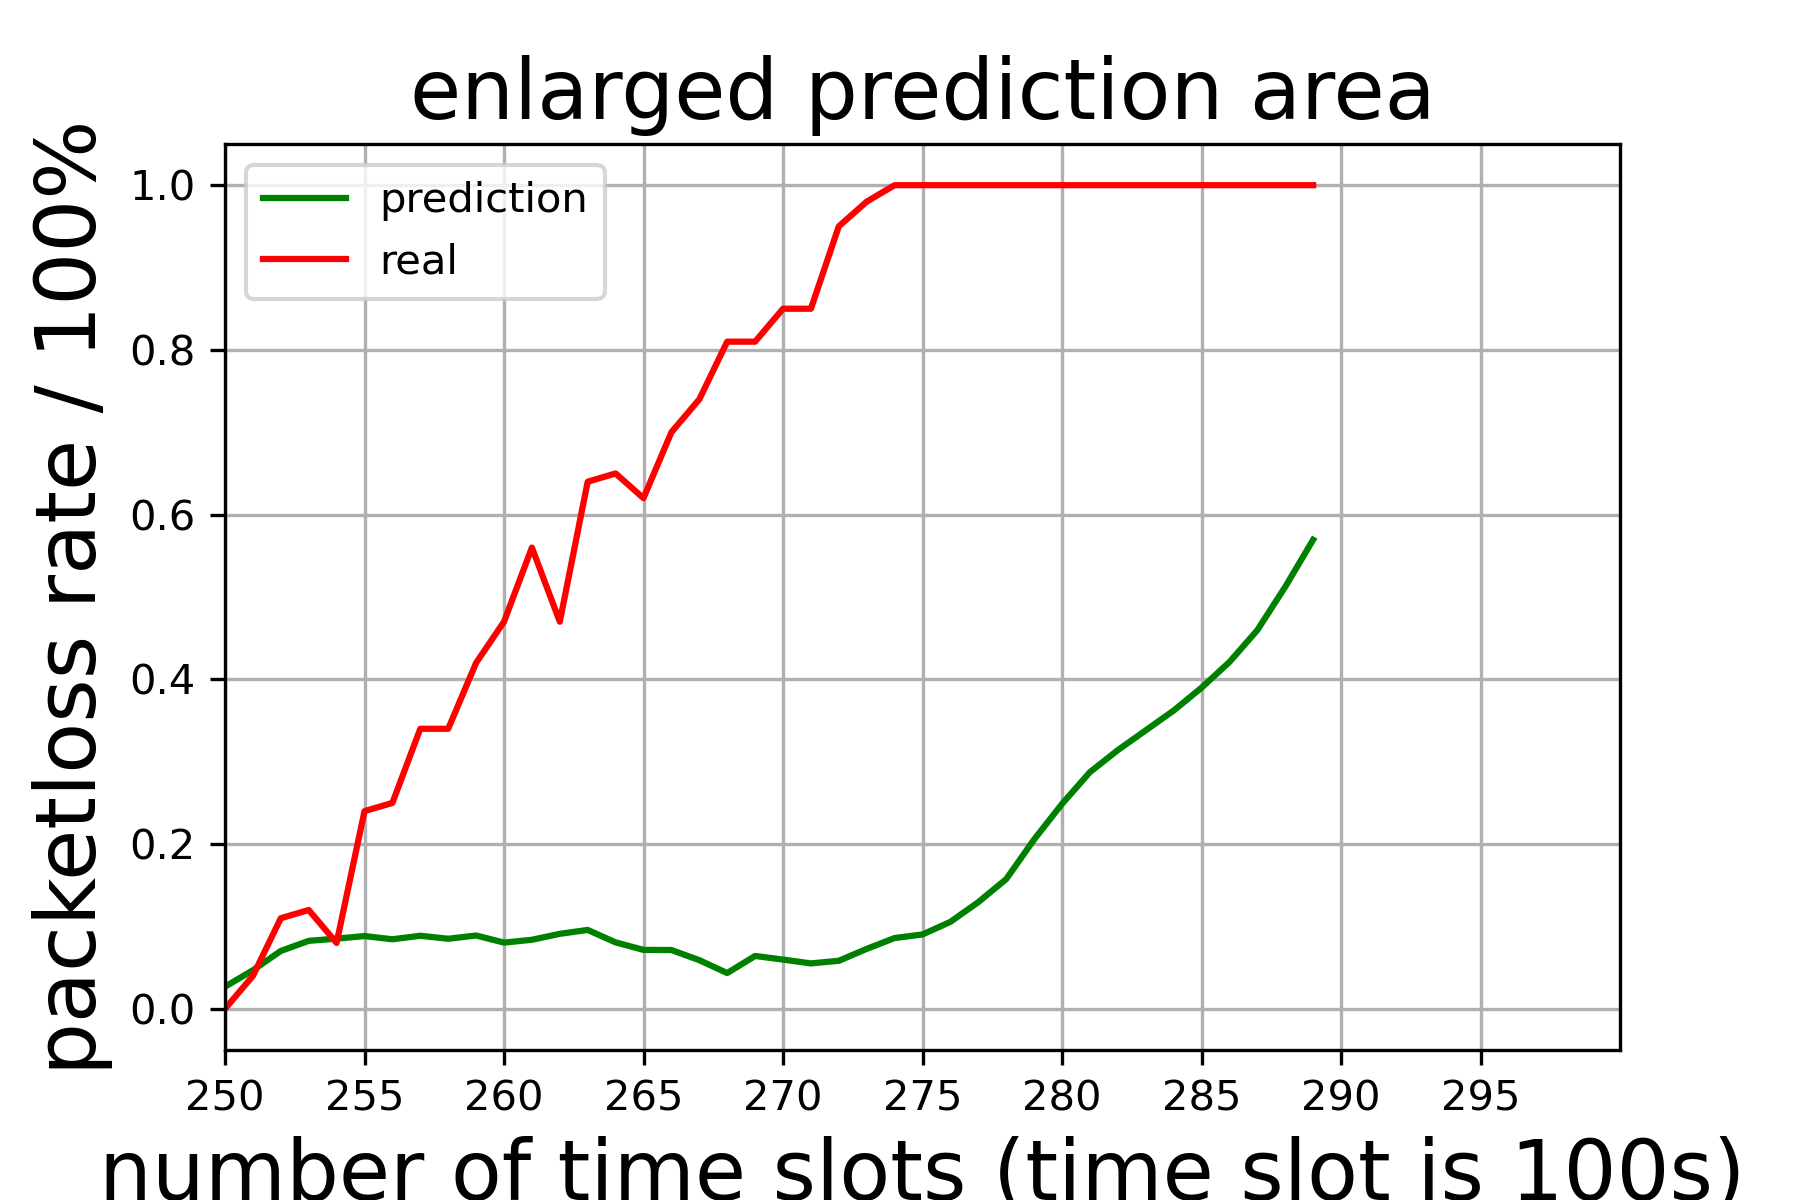 enlarged prediction area
packetloss rate / 100%
prediction
real
1.0
0.8
0.6
0.4
0.2
0.0
250 255 260 265 270 275 280 285 290 295
number of time slots (time slot is 100s)